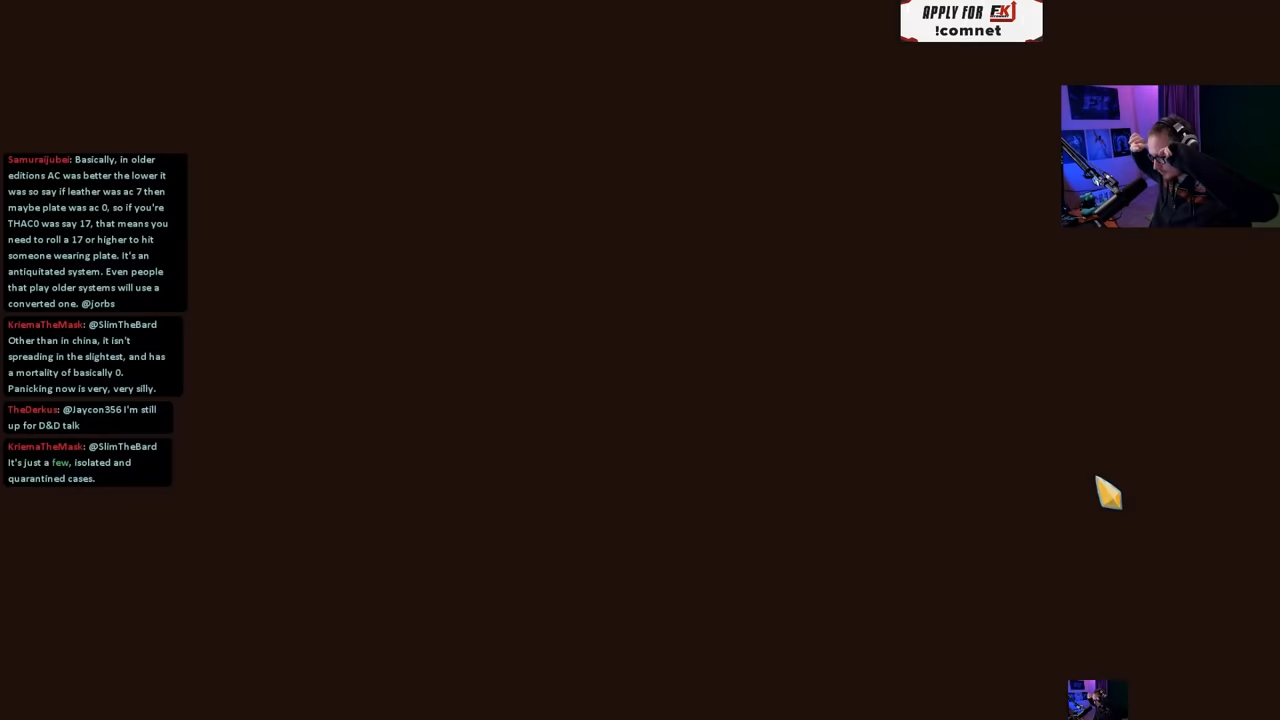 APPLY FOR FK
!comnet
FK
Samuraijubei: Basically, in older
editions AC was better the lower it
was so say if leather was ac 7 then
maybe plate was ac 0, so if you're
THAC0 was say 17, that means you
need to roll a 17 or higher to hit
someone wearing plate. It's an
antiquitated system. Even people
that play older systems will use a
converted one. @jorbs
KriemaTheMask: @SlimTheBard
Other than in china, it isn't
spreading in the slightest, and has
a mortality of basically 0.
Panicking now is very, very silly.
TheDerkus: @Jaycon356 I'm still
up for D&D talk
KriemaTheMask: @SlimTheBard
It's just a few, isolated and
quarantined cases.